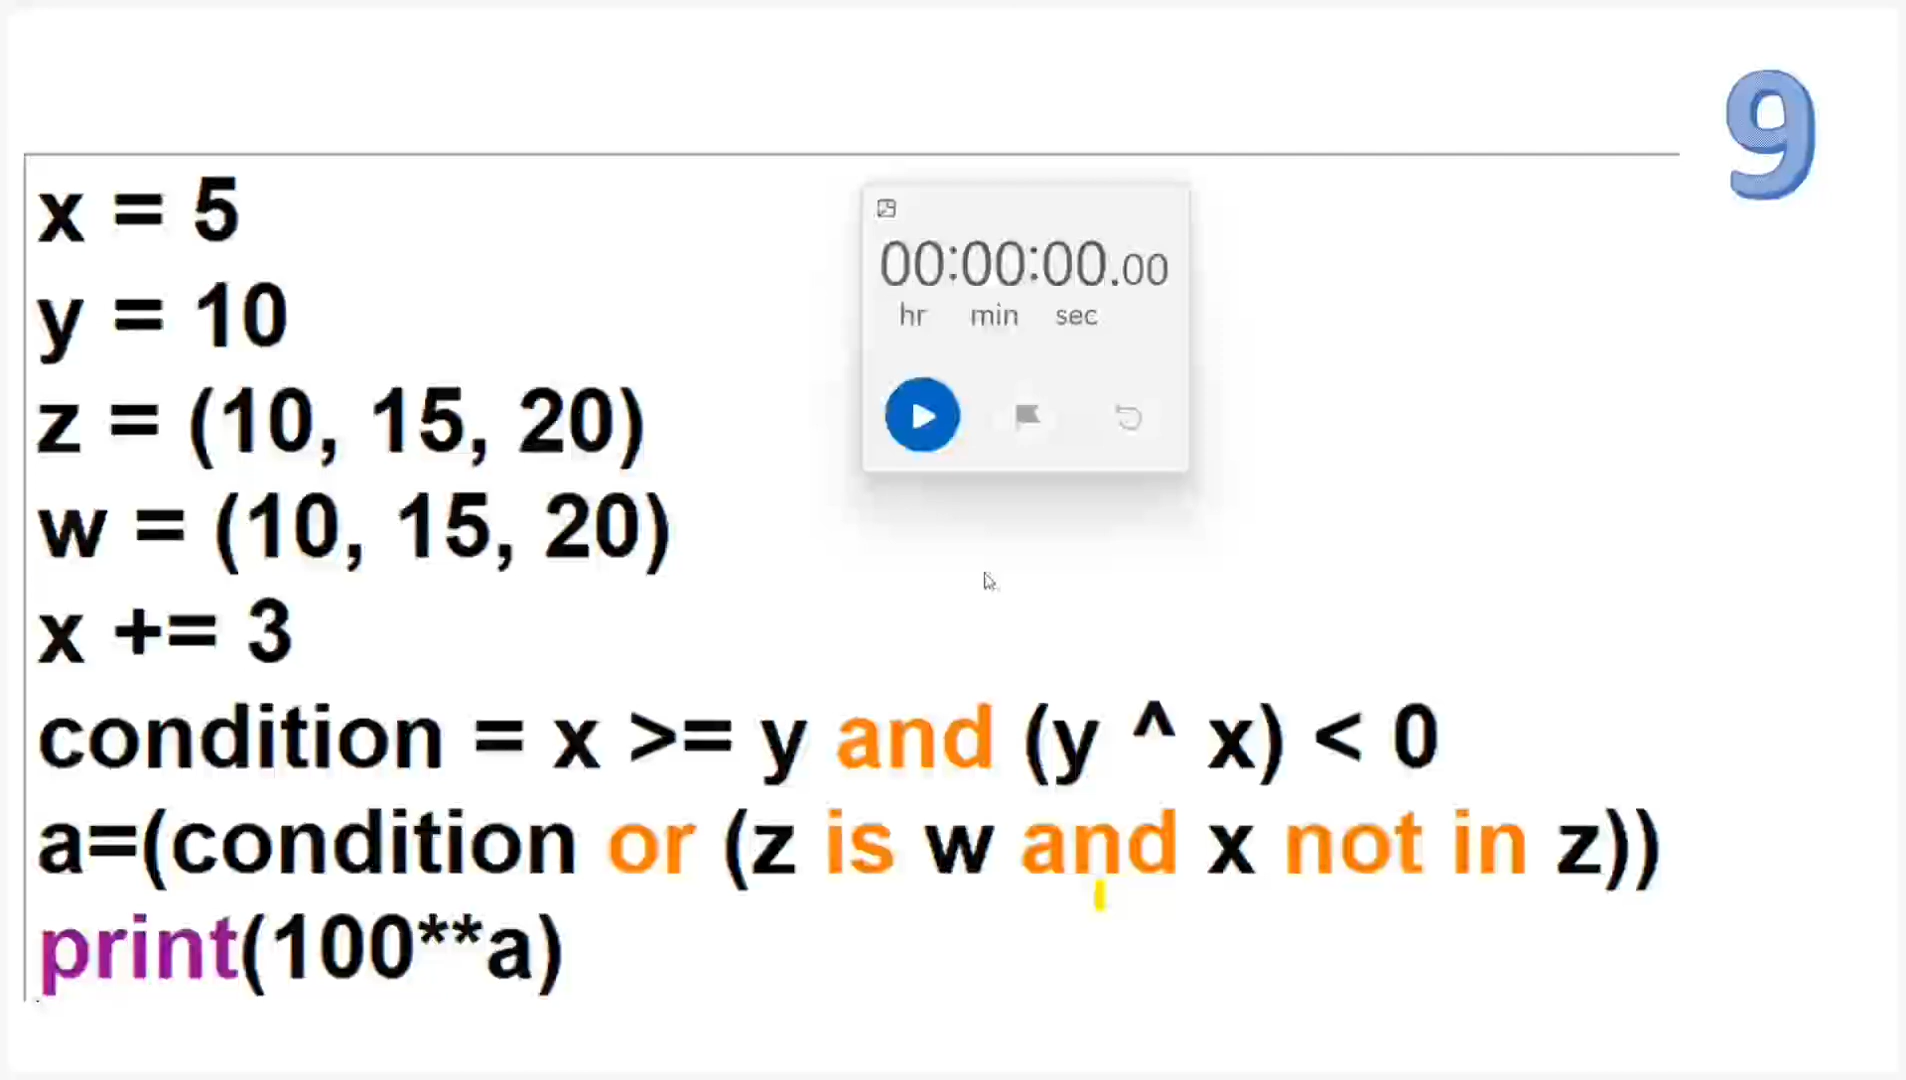 9
x = 5
y = 10
z = (10, 15, 20)
w = (10, 15, 20)
x += 3
condition = x >= y and (y ^ x) < 0
a=(condition or (z is w and x not in z))
print(100**a)
00:00:00.00
hr min sec